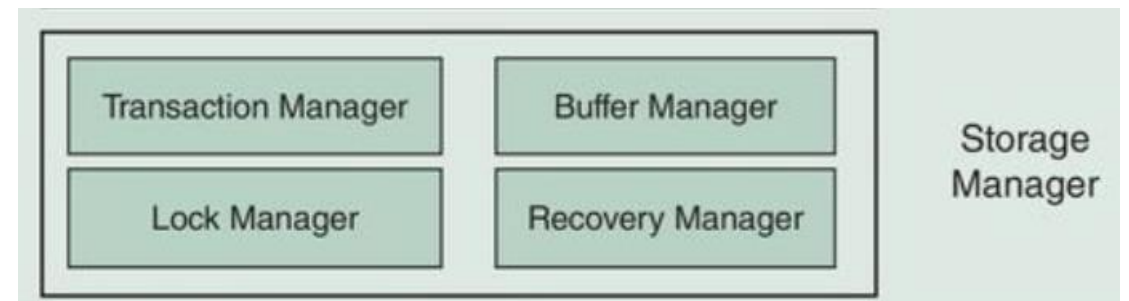 Transaction Manager
Buffer Manager
Lock Manager
Recovery Manager
Storage
Manager